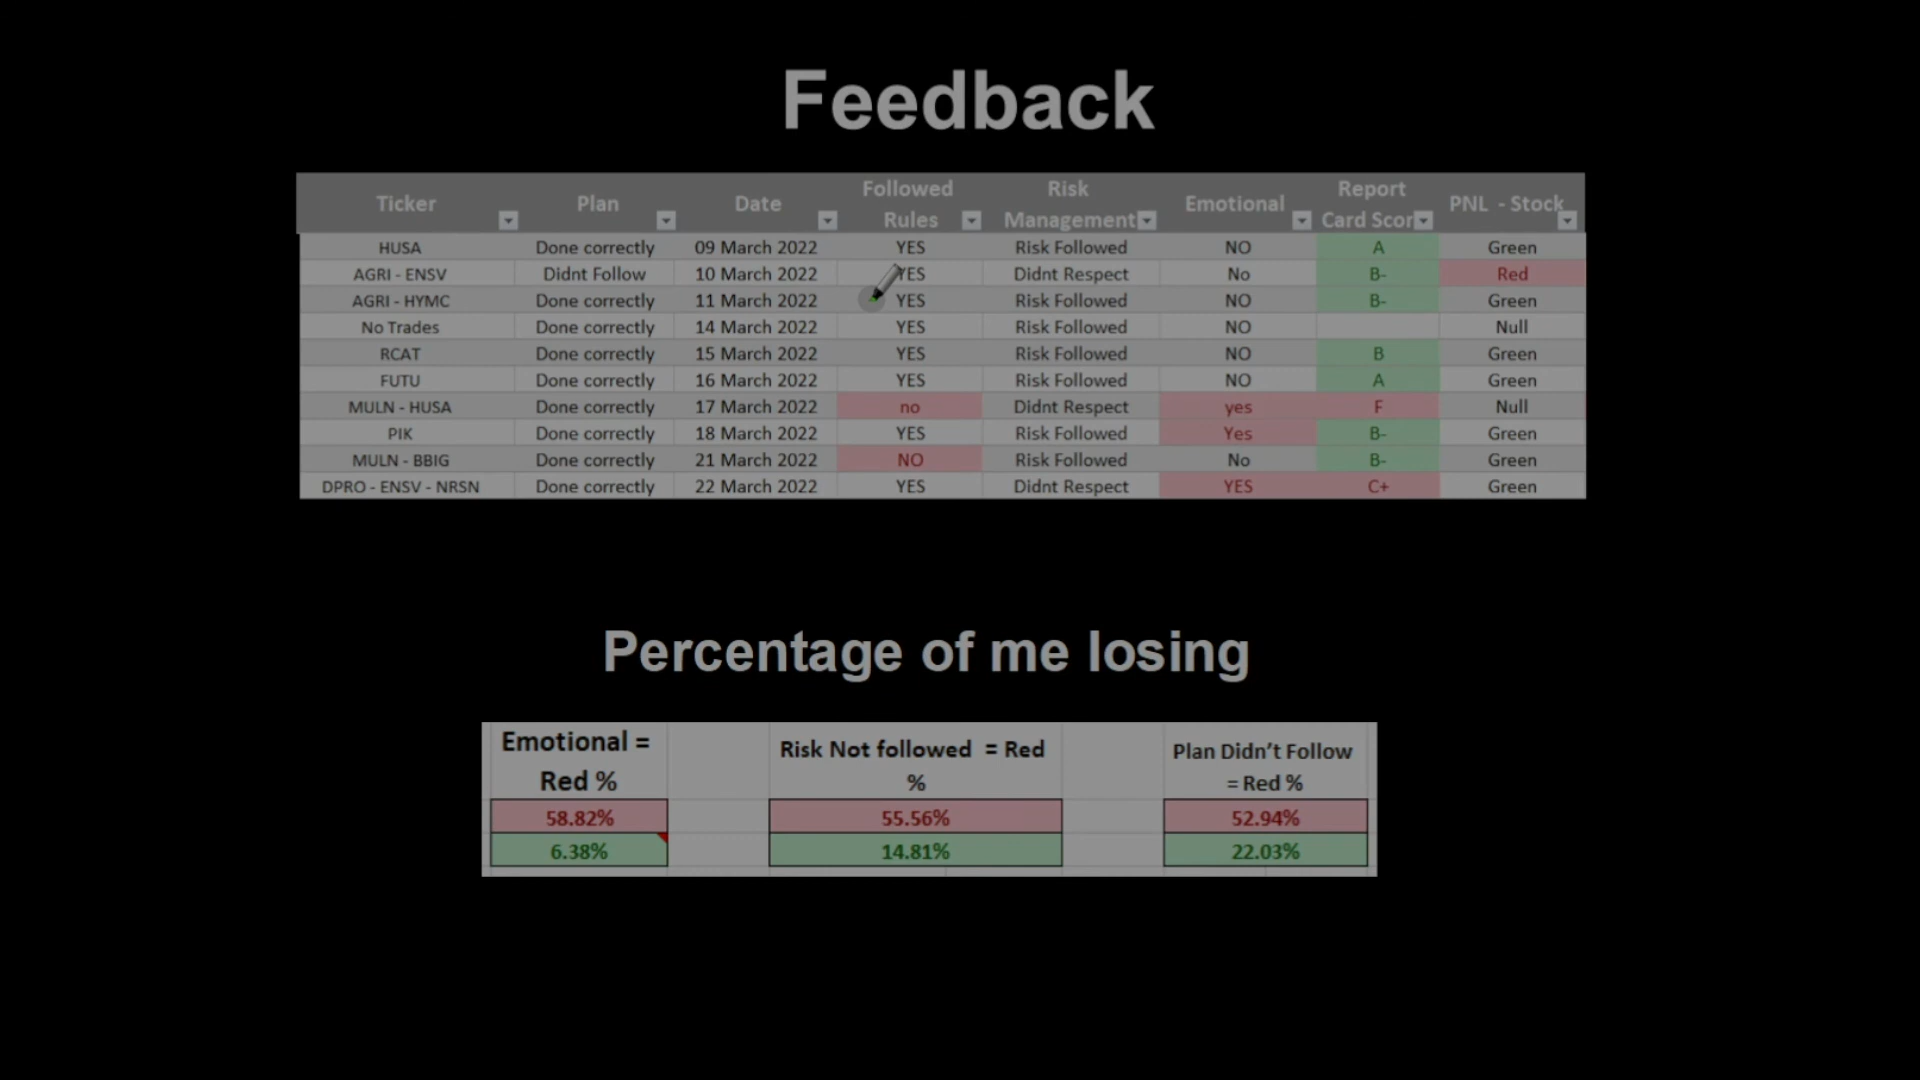 Feedback
Ticker Plan Date Followed Rules Risk Management Emotional Report Card Scor PNL - Stock
HUSA Done correctly 09 March 2022 YES Risk Followed NO A Green
AGRI - ENSV Didnt Follow 10 March 2022 YES Didnt Respect No B- Red
AGRI - HYMC Done correctly 11 March 2022 YES Risk Followed NO B- Green
No Trades Done correctly 14 March 2022 YES Risk Followed NO Null
RCAT Done correctly 15 March 2022 YES Risk Followed NO B Green
FUTU Done correctly 16 March 2022 YES Risk Followed NO A Green
MULN - HUSA Done correctly 17 March 2022 no Didnt Respect yes F Null
PIK Done correctly 18 March 2022 YES Risk Followed Yes B- Green
MULN - BBIG Done correctly 21 March 2022 NO Risk Followed No B- Green
DPRO - ENSV - NRSN Done correctly 22 March 2022 YES Didnt Respect YES C+ Green
Percentage of me losing
Emotional = Red % Risk Not followed = Red % Plan Didn't Follow = Red %
58.82% 55.56% 52.94%
6.38% 14.81% 22.03%